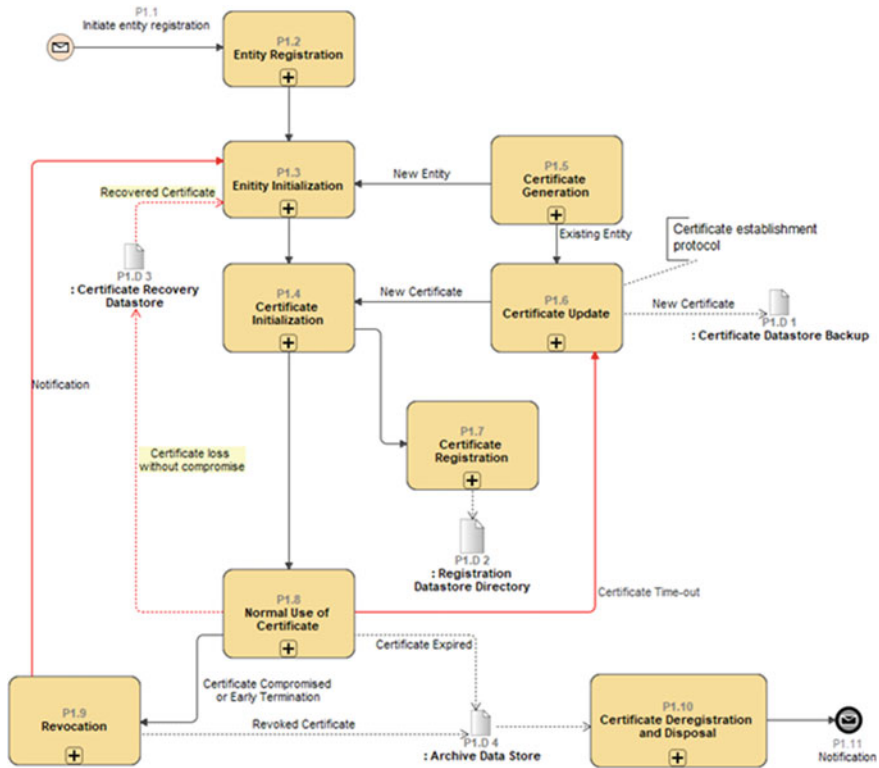 P1.1
Initiate entity registration
P1.2
Entity Registration
P1.3
Enitity Initialization
P1.5
Certificate
Generation
New Entity
Recovered Certificate
P1.D 3
: Certificate Recovery
Datastore
Existing Entity
Certificate establishment
protocol
P1.4
Certificate
Initialization
New Certificate
P1.6
Certificate Update
New Certificate
P1.D 1
: Certificate Datastore Backup
Notification
P1.7
Certificate
Registration
Certificate loss
without compromise
P1.D 2
: Registration
Datastore Directory
P1.8
Normal Use of
Certificate
Certificate Time-out
Certificate Expired
Certificate Compromised
or Early Termination
P1.9
Revocation
Revoked Certificate
P1.D 4
: Archive Data Store
P1.10
Certificate Deregistration
and Disposal
P1.11
Notification